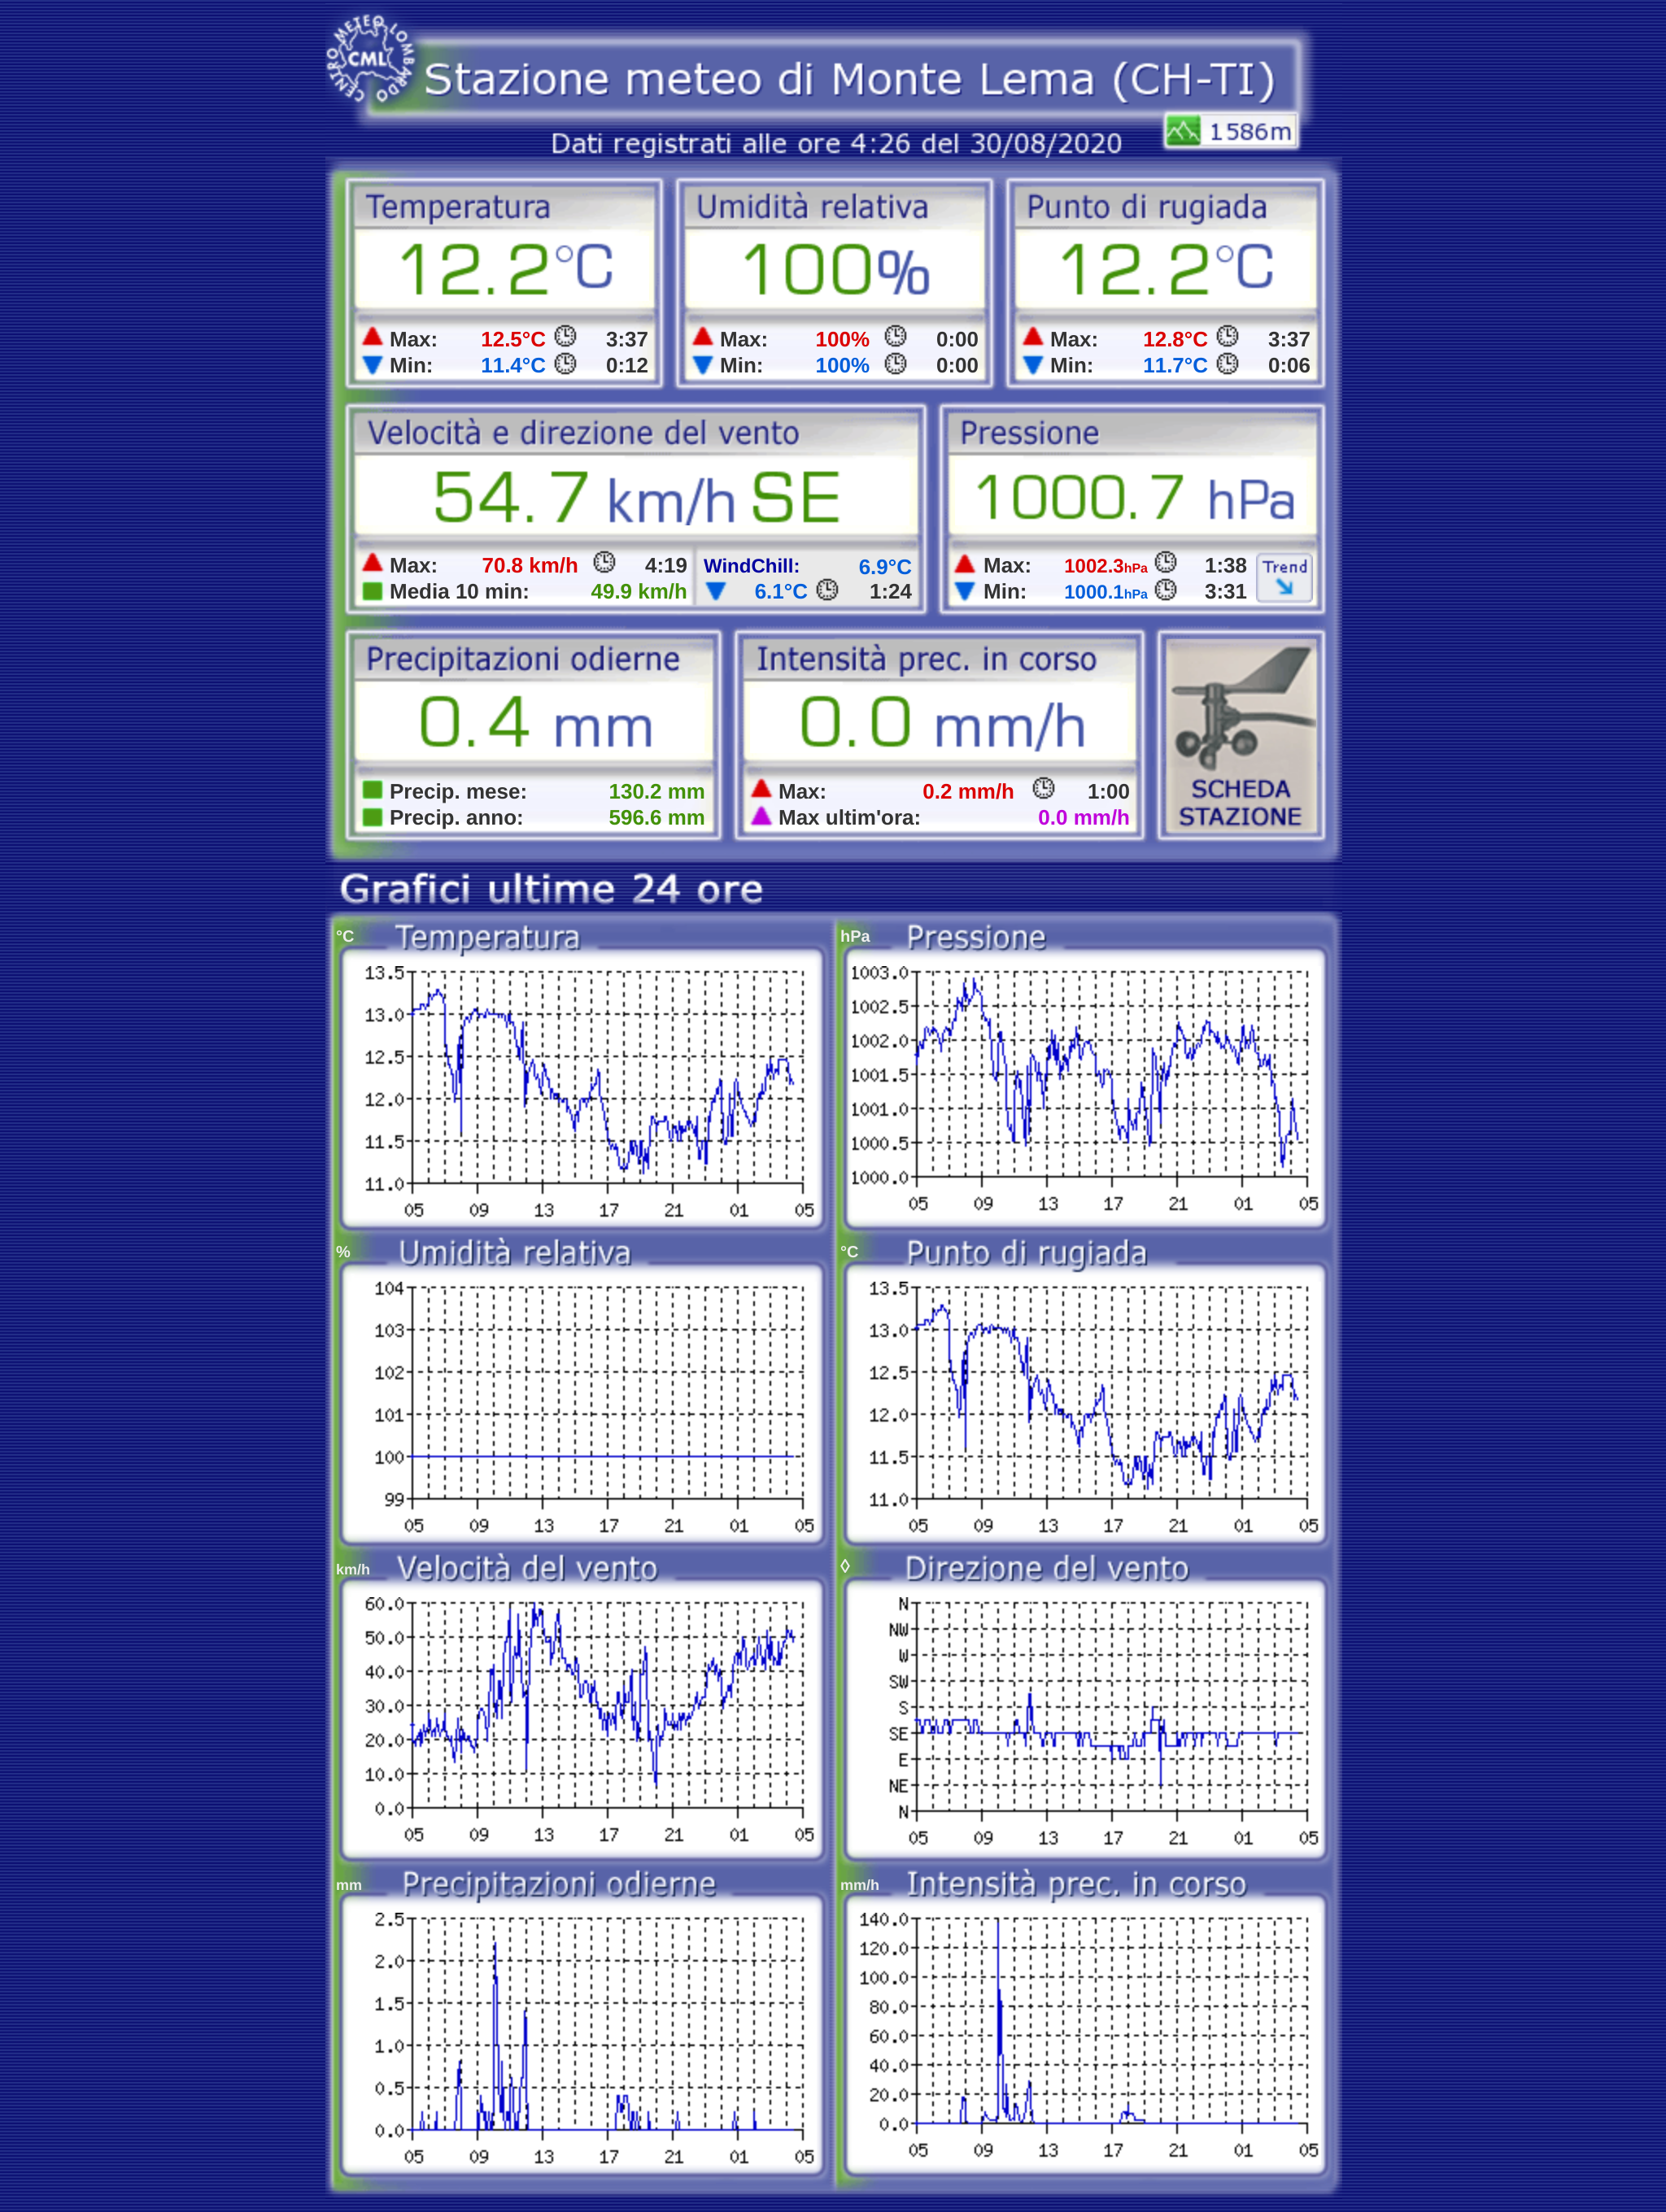 CENTRO METEO LOMBARDO
CML
Stazione meteo di Monte Lema (CH-TI)
Dati registrati alle ore 4:26 del 30/08/2020
1586m
Temperatura Umidità relativa Punto di rugiada
12.2°C 100% 12.2°C
Max: 12.5°C 3:37 Max: 100% 0:00 Max: 12.8°C 3:37
Min: 11.4°C 0:12 Min: 100% 0:00 Min: 11.7°C 0:06
Velocità e direzione del vento Pressione
54.7 km/h SE 1000.7 hPa
Max: 70.8 km/h 4:19 WindChill: 6.9°C Max: 1002.3hPa 1:38 Trend
Media 10 min: 49.9 km/h 6.1°C 1:24 Min: 1000.1hPa 3:31
Precipitazioni odierne Intensità prec. in corso
0.4 mm 0.0 mm/h
Precip. mese: 130.2 mm Max: 0.2 mm/h 1:00 SCHEDA
Precip. anno: 596.6 mm Max ultim'ora: 0.0 mm/h STAZIONE
Grafici ultime 24 ore
°C Temperatura
13.5
13.0
12.5
12.0
11.5
11.0
05 09 13 17 21 01 05
hPa Pressione
1003.0
1002.5
1002.0
1001.5
1001.0
1000.5
1000.0
05 09 13 17 21 01 05
% Umidità relativa
104
103
102
101
100
99
05 09 13 17 21 01 05
°C Punto di rugiada
13.5
13.0
12.5
12.0
11.5
11.0
05 09 13 17 21 01 05
km/h Velocità del vento
60.0
50.0
40.0
30.0
20.0
10.0
0.0
05 09 13 17 21 01 05
◊ Direzione del vento
N
NW
W
SW
S
SE
E
NE
N
05 09 13 17 21 01 05
mm Precipitazioni odierne
2.5
2.0
1.5
1.0
0.5
0.0
05 09 13 17 21 01 05
mm/h Intensità prec. in corso
140.0
120.0
100.0
80.0
60.0
40.0
20.0
0.0
05 09 13 17 21 01 05